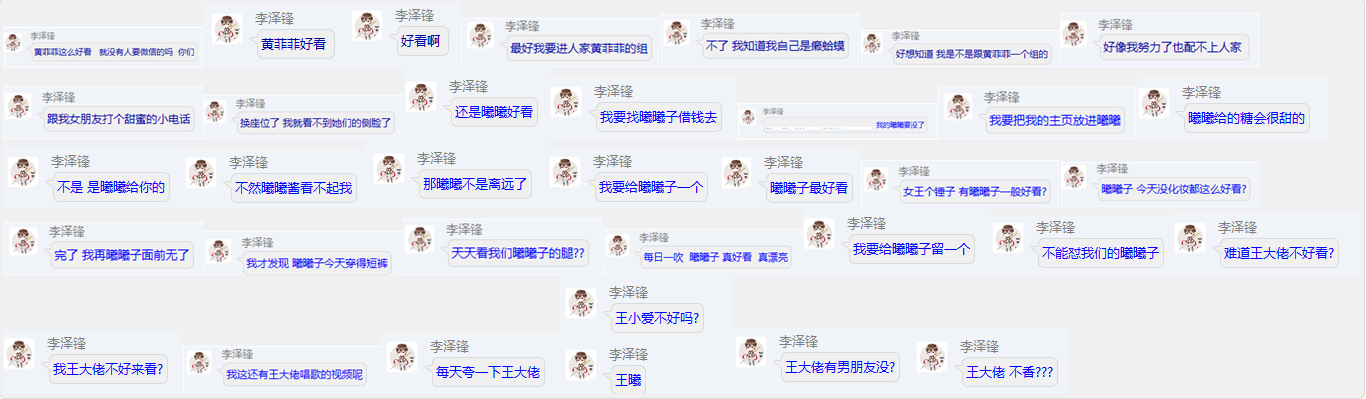 李泽锋
黄菲菲这么好看 就没有人要微信的吗 你们
李泽锋
黄菲菲好看
李泽锋
好看啊
李泽锋
最好我要进人家黄菲菲的组
李泽锋
不了 我知道我自己是癞蛤蟆
李泽锋
好想知道 我是不是跟黄菲菲一个组的
李泽锋
好像我努力了也配不上人家
李泽锋
跟我女朋友打个甜蜜的小电话
李泽锋
换座位了 我就看不到她们的侧脸了
李泽锋
还是曦曦好看
李泽锋
我要找曦曦子借钱去
李泽锋
我的曦曦要没了
李泽锋
我要把我的主页放进曦曦
李泽锋
曦曦给的糖会很甜的
李泽锋
不是 是曦曦给你的
李泽锋
不然曦曦酱看不起我
李泽锋
那曦曦不是离远了
李泽锋
我要给曦曦子一个
李泽锋
曦曦子最好看
李泽锋
女王个锤子 有曦曦子一般好看?
李泽锋
曦曦子 今天没化妆都这么好看?
李泽锋
完了 我再曦曦子面前无了
李泽锋
我才发现 曦曦子今天穿得短裤
李泽锋
天天看我们曦曦子的腿??
李泽锋
每日一吹 曦曦子 真好看 真漂亮
李泽锋
我要给曦曦子留一个
李泽锋
不能怼我们的曦曦子
李泽锋
难道王大佬不好看?
李泽锋
王小爱不好吗?
李泽锋
我王大佬不好来看?
李泽锋
我这还有王大佬唱歌的视频呢
李泽锋
每天夸一下王大佬
李泽锋
王曦
李泽锋
王大佬有男朋友没?
李泽锋
王大佬 不香???